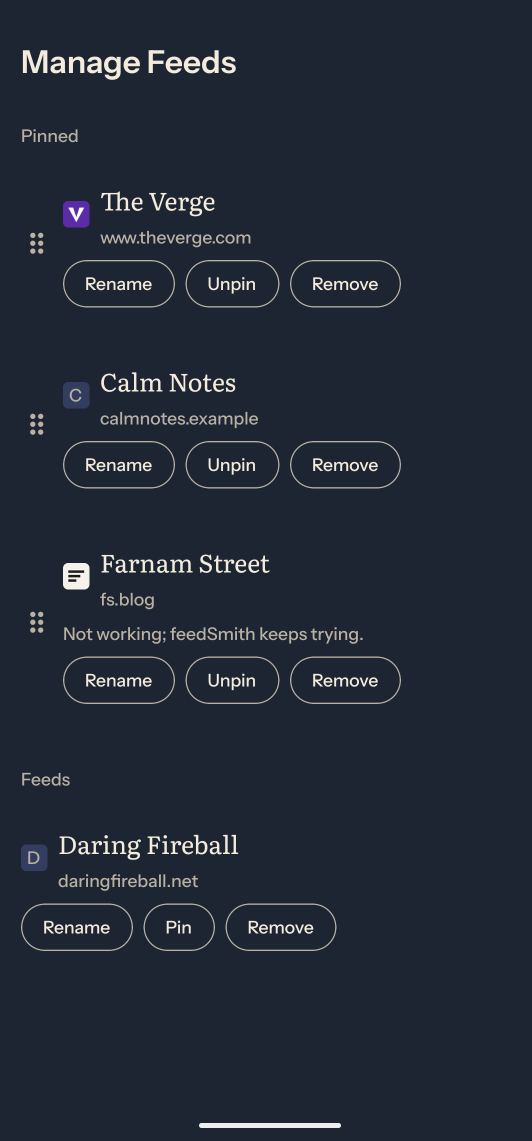 Manage Feeds
Pinned
V
The Verge
www.theverge.com
Rename Unpin Remove
C
Calm Notes
calmnotes.example
Rename Unpin Remove
Farnam Street
fs.blog
Not working; feedSmith keeps trying.
Rename Unpin Remove
Feeds
D
Daring Fireball
daringfireball.net
Rename Pin Remove